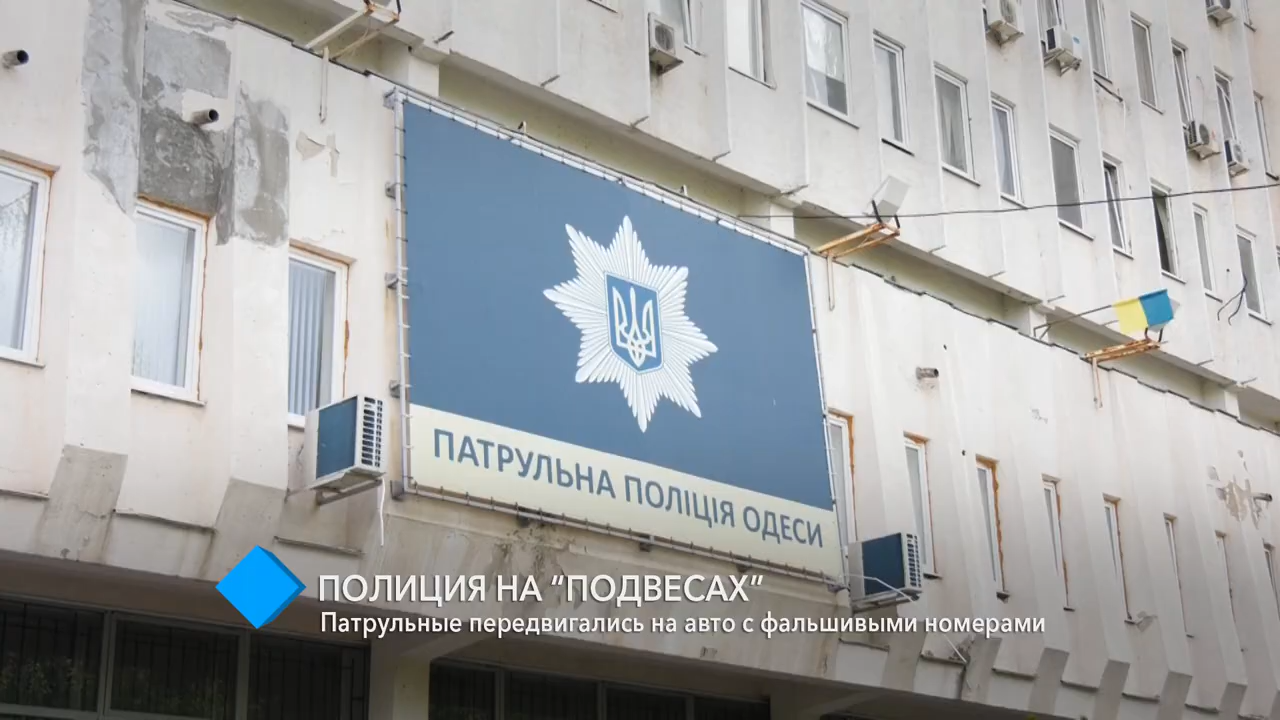 ПАТРУЛЬНА ПОЛІЦІЯ ОДЕСИ
ПОЛИЦИЯ НА “ПОДВЕСАХ”
Патрульные передвигались на авто с фальшивыми номерами